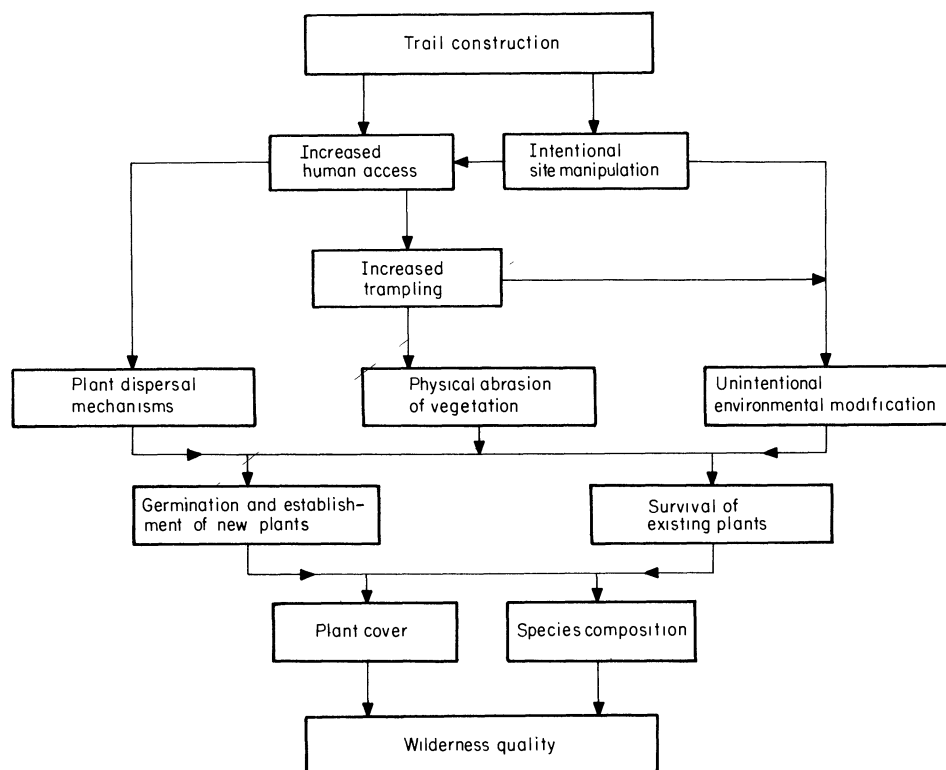 Trail construction
Increased
human access
Intentional
site manipulation
Increased
trampling
Plant dispersal
mechanisms
Physical abrasion
of vegetation
Unintentional
environmental modification
Germination and establish-
ment of new plants
Survival of
existing plants
Plant cover
Species composition
Wilderness quality